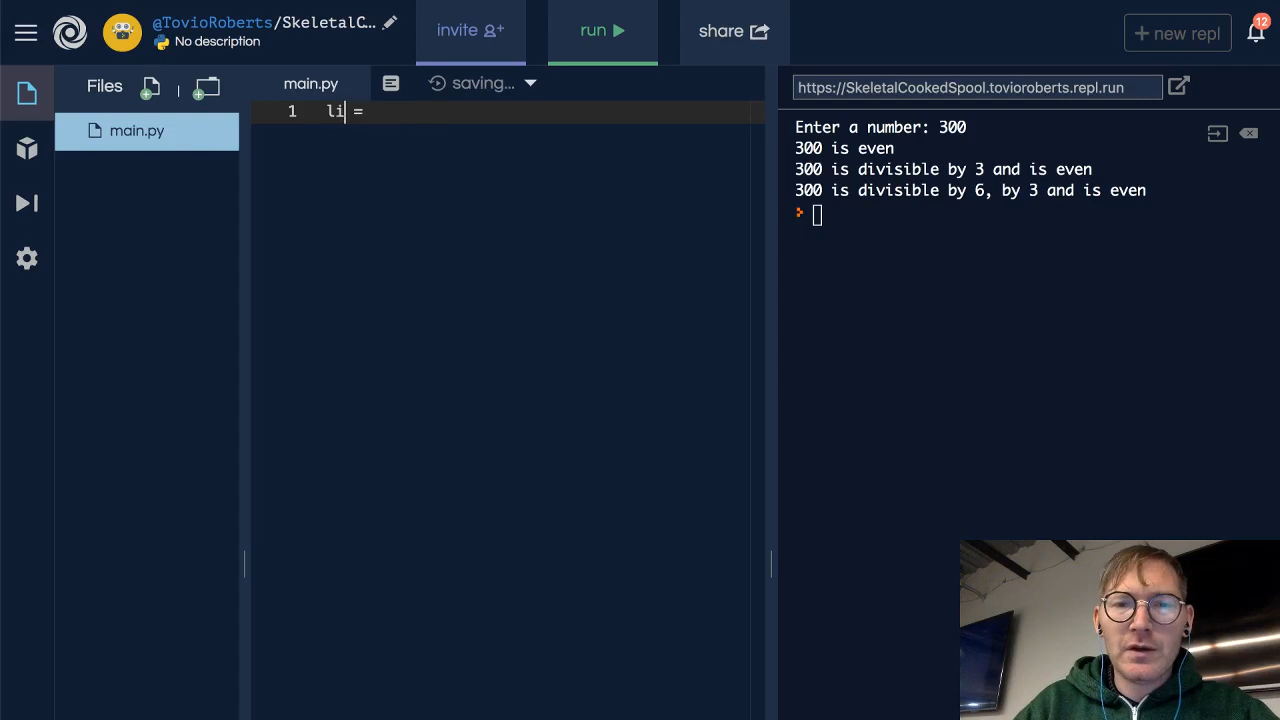 @TovioRoberts/SkeletalC...
No description
invite
run
share
+ new repl
12
Files
main.py
main.py
saving...
1 li =
https://SkeletalCookedSpool.tovioroberts.repl.run
Enter a number: 300
300 is even
300 is divisible by 3 and is even
300 is divisible by 6, by 3 and is even